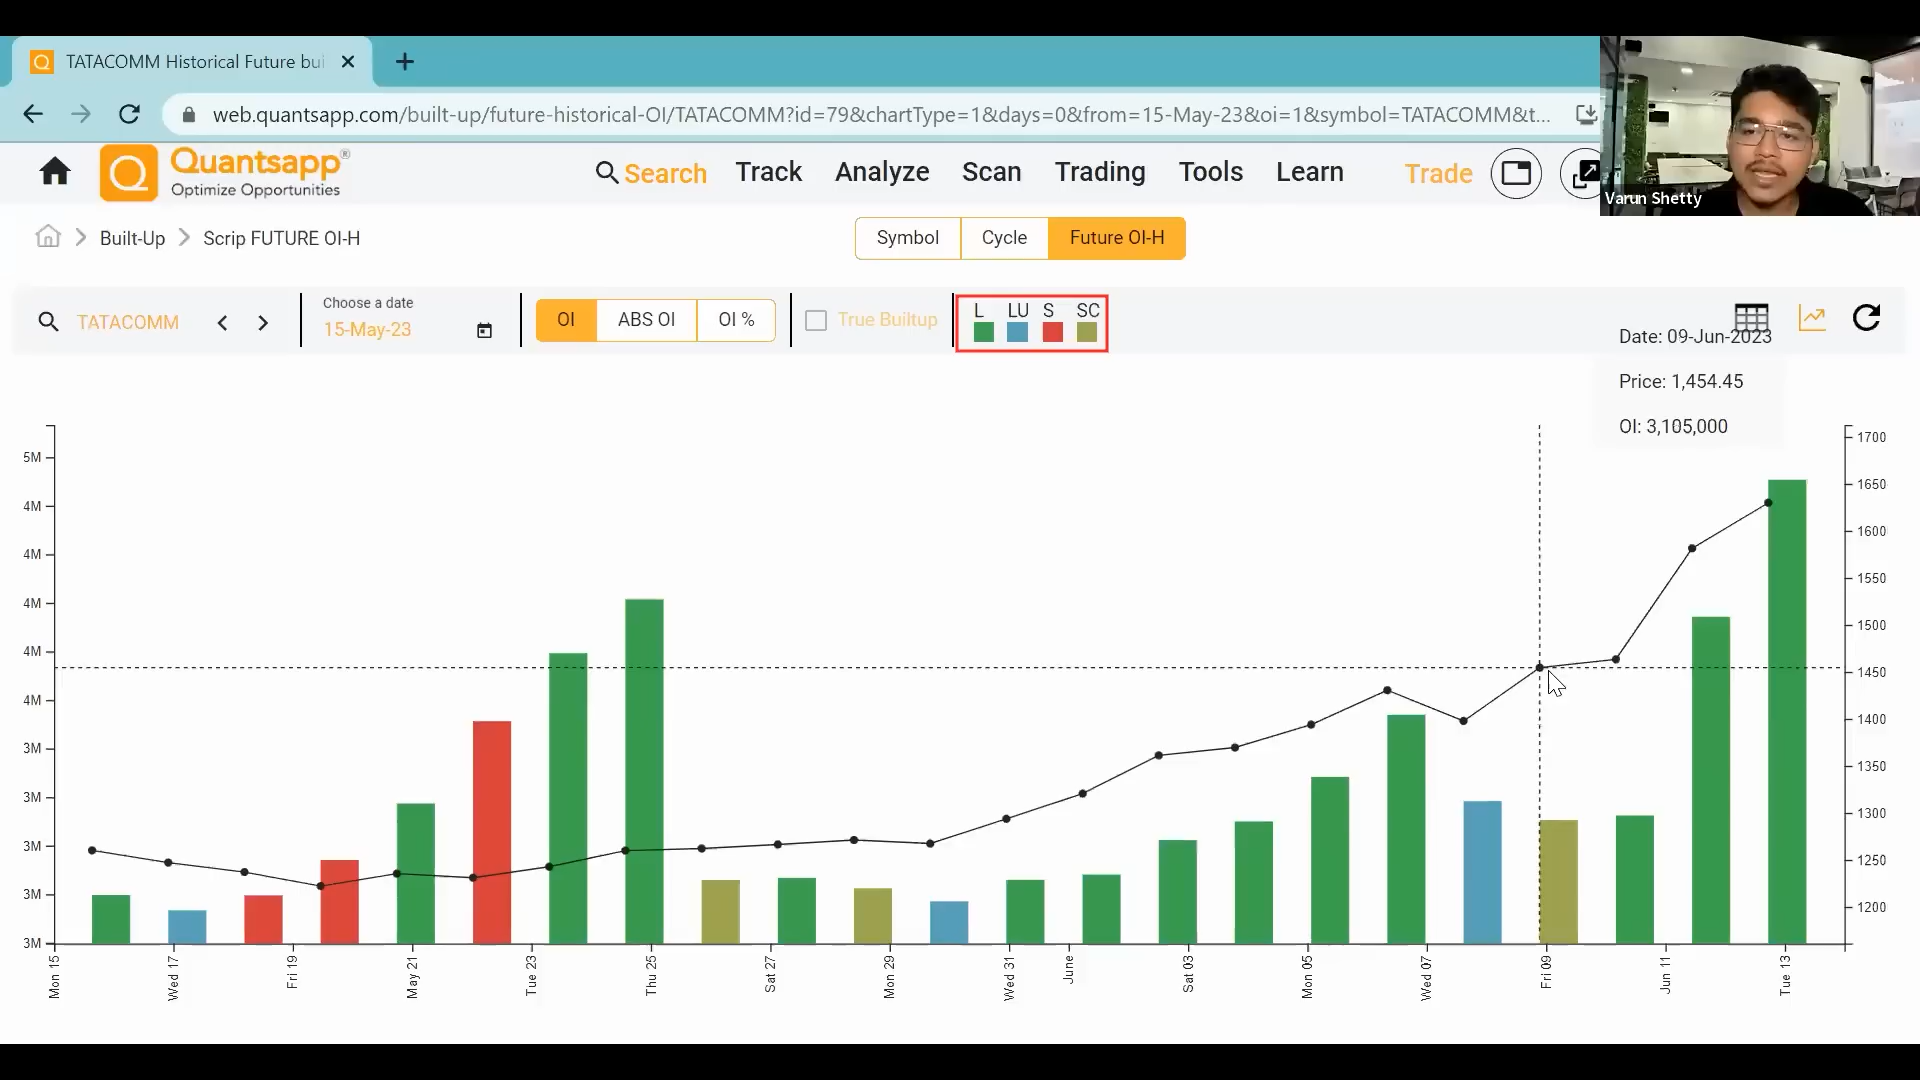 TATACOMM Historical Future bui
web.quantsapp.com/built-up/future-historical-OI/TATACOMM?id=79&chartType=1&days=0&from=15-May-23&oi=1&symbol=TATACOMM&t...
Quantsapp®
Optimize Opportunities
Search Track Analyze Scan Trading Tools Learn Trade
Varun Shetty
Built-Up Scrip FUTURE OI-H
Symbol Cycle Future OI-H
TATACOMM
Choose a date
15-May-23
OI ABS OI OI %
True Builtup
L LU S SC
Date: 09-Jun-2023
Price: 1,454.45
OI: 3,105,000
5M
4M
4M
4M
4M
4M
3M
3M
3M
3M
3M
1700
1650
1600
1550
1500
1450
1400
1350
1300
1250
1200
Mon 15
Wed 17
Fri 19
May 21
Tue 23
Thu 25
Sat 27
Mon 29
Wed 31
June
Sat 03
Mon 05
Wed 07
Fri 09
Jun 11
Tue 13